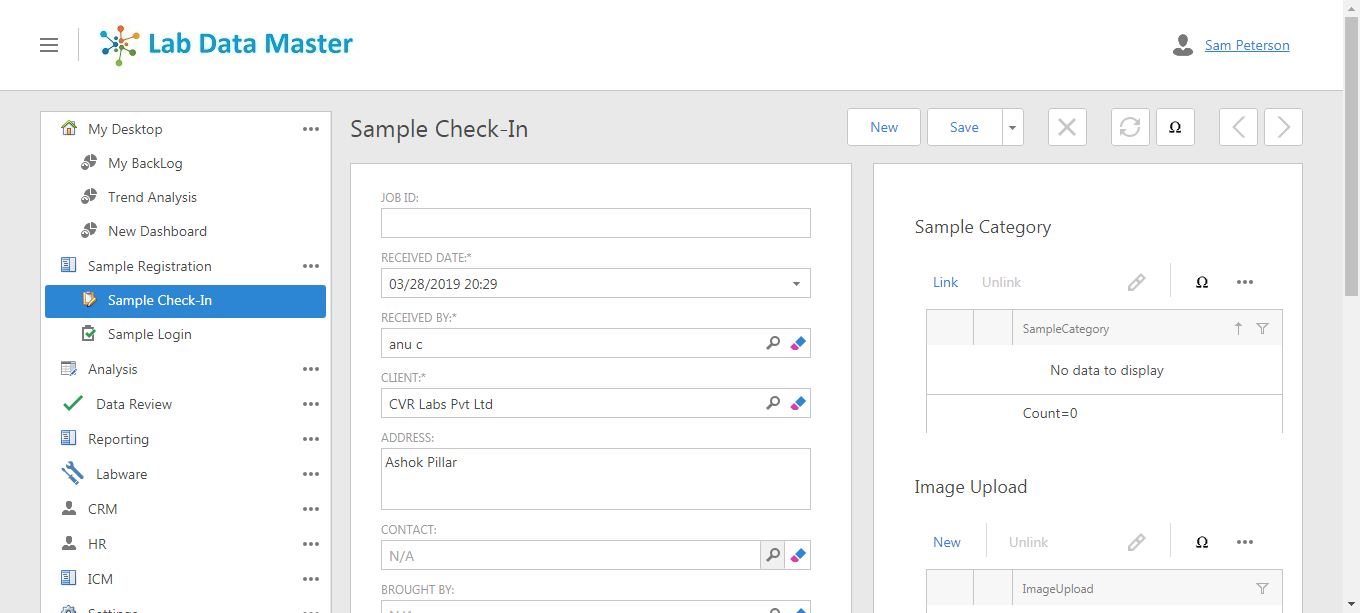 Lab Data Master
Sam Peterson
My Desktop
My BackLog
Trend Analysis
New Dashboard
Sample Registration
Sample Check-In
Sample Login
Analysis
Data Review
Reporting
Labware
CRM
HR
ICM
Settings
Sample Check-In
New
Save
Ω
JOB ID:
RECEIVED DATE:*
03/28/2019 20:29
RECEIVED BY:*
anu c
CLIENT:*
CVR Labs Pvt Ltd
ADDRESS:
Ashok Pillar
CONTACT:
N/A
BROUGHT BY:
N/A
Sample Category
Link Unlink Ω
SampleCategory
No data to display
Count=0
Image Upload
New Unlink Ω
ImageUpload